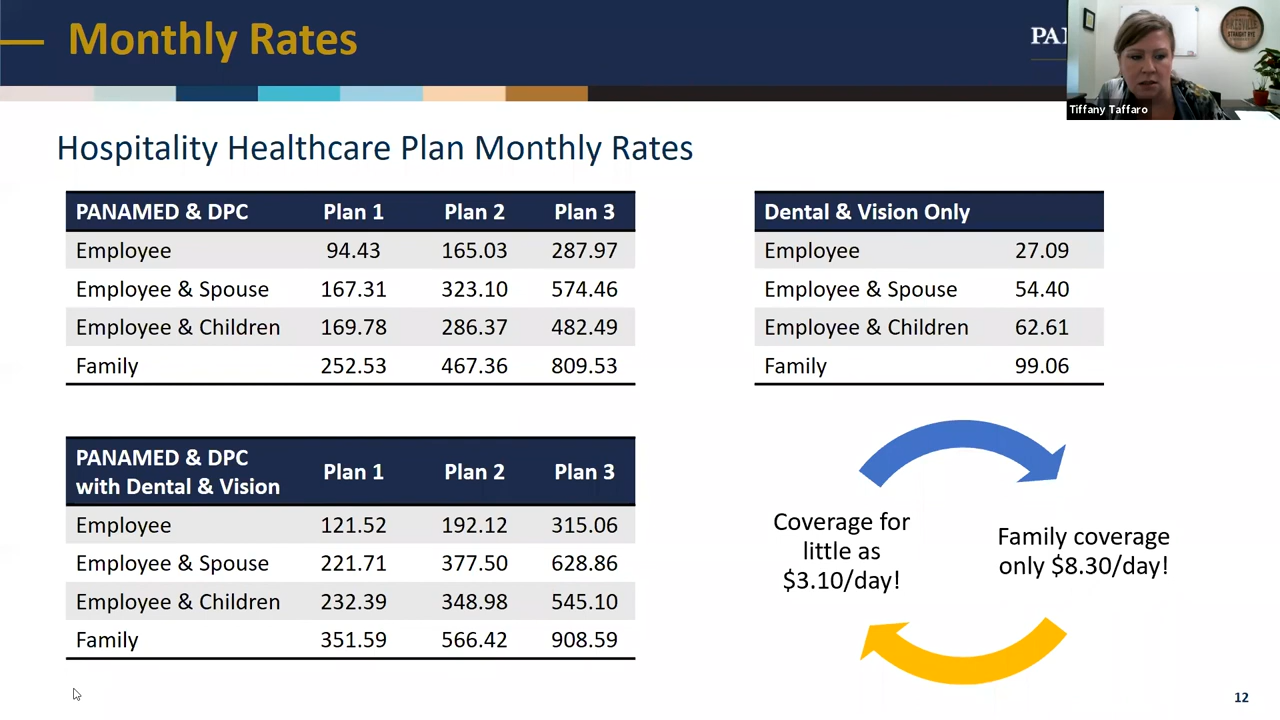 Monthly Rates
PA
Tiffany Taffaro
Hospitality Healthcare Plan Monthly Rates
PANAMED & DPC Plan 1 Plan 2 Plan 3
Employee 94.43 165.03 287.97
Employee & Spouse 167.31 323.10 574.46
Employee & Children 169.78 286.37 482.49
Family 252.53 467.36 809.53
Dental & Vision Only
Employee 27.09
Employee & Spouse 54.40
Employee & Children 62.61
Family 99.06
PANAMED & DPC
with Dental & Vision Plan 1 Plan 2 Plan 3
Employee 121.52 192.12 315.06
Employee & Spouse 221.71 377.50 628.86
Employee & Children 232.39 348.98 545.10
Family 351.59 566.42 908.59
Coverage for
little as
$3.10/day!
Family coverage
only $8.30/day!
12